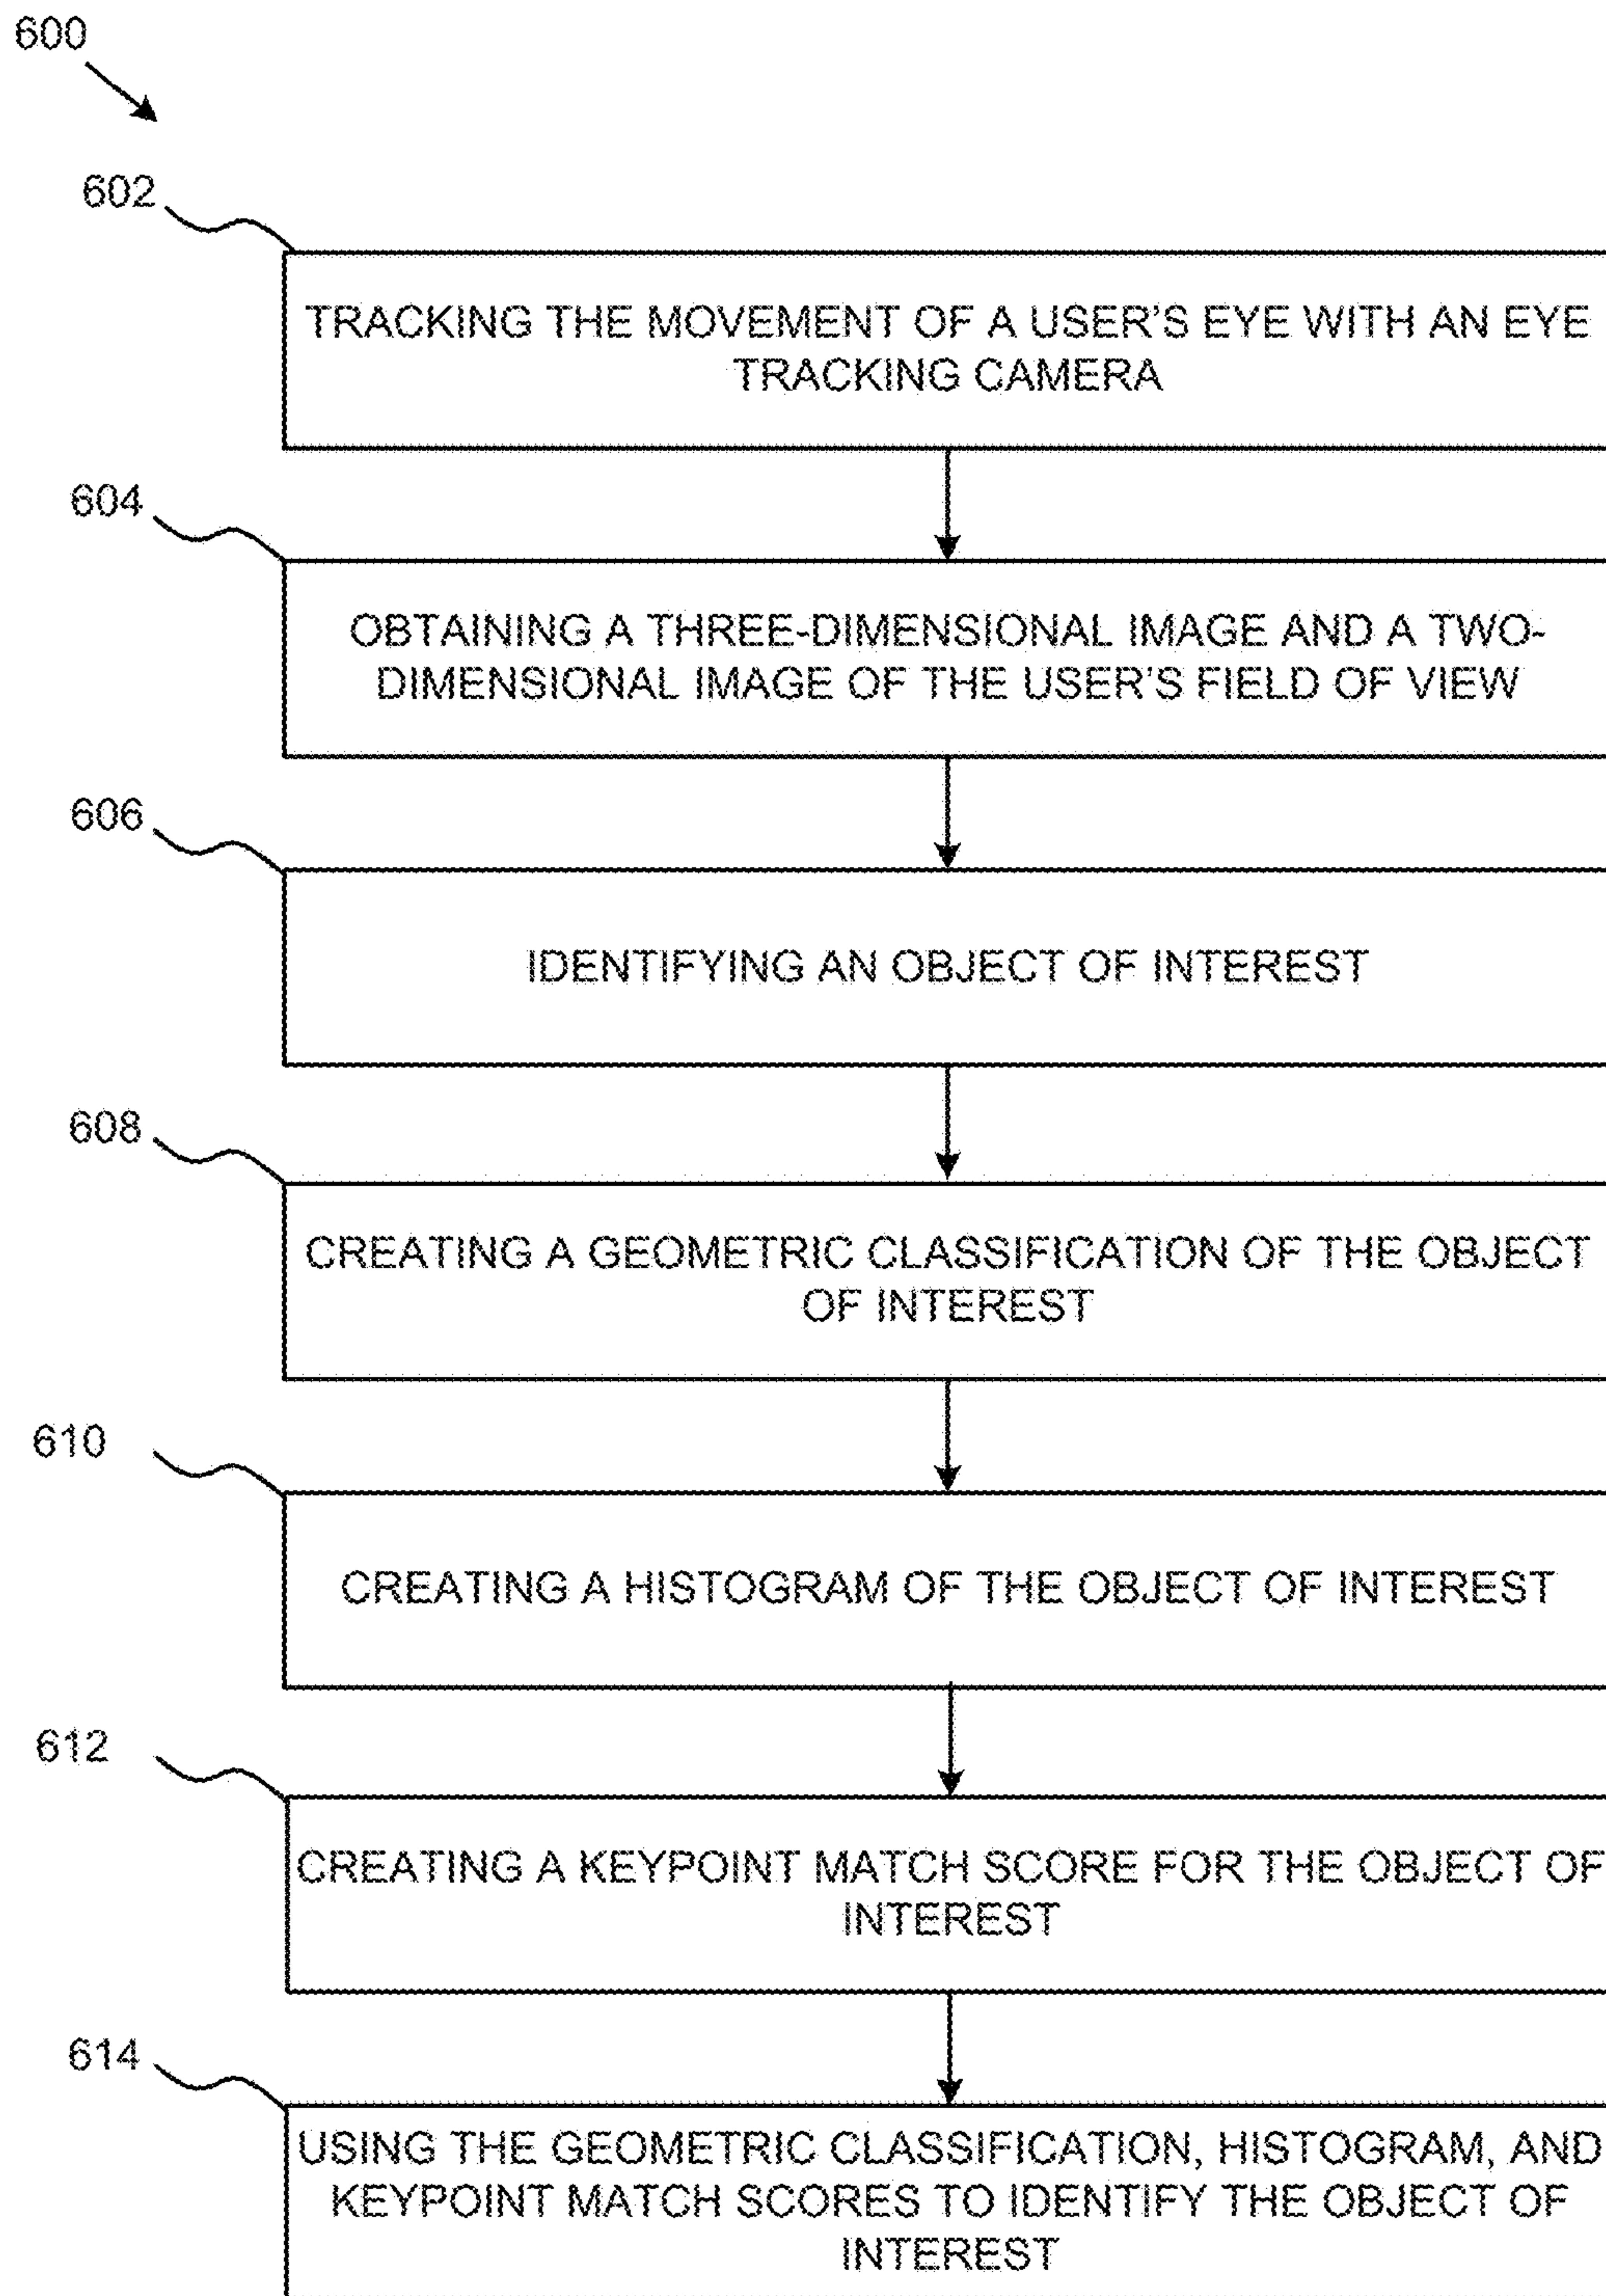 600
602
TRACKING THE MOVEMENT OF A USER'S EYE WITH AN EYE
TRACKING CAMERA
604
OBTAINING A THREE-DIMENSIONAL IMAGE AND A TWO-
DIMENSIONAL IMAGE OF THE USER'S FIELD OF VIEW
606
IDENTIFYING AN OBJECT OF INTEREST
608
CREATING A GEOMETRIC CLASSIFICATION OF THE OBJECT
OF INTEREST
610
CREATING A HISTOGRAM OF THE OBJECT OF INTEREST
612
CREATING A KEYPOINT MATCH SCORE FOR THE OBJECT OF
INTEREST
614
USING THE GEOMETRIC CLASSIFICATION, HISTOGRAM, AND
KEYPOINT MATCH SCORES TO IDENTIFY THE OBJECT OF
INTEREST